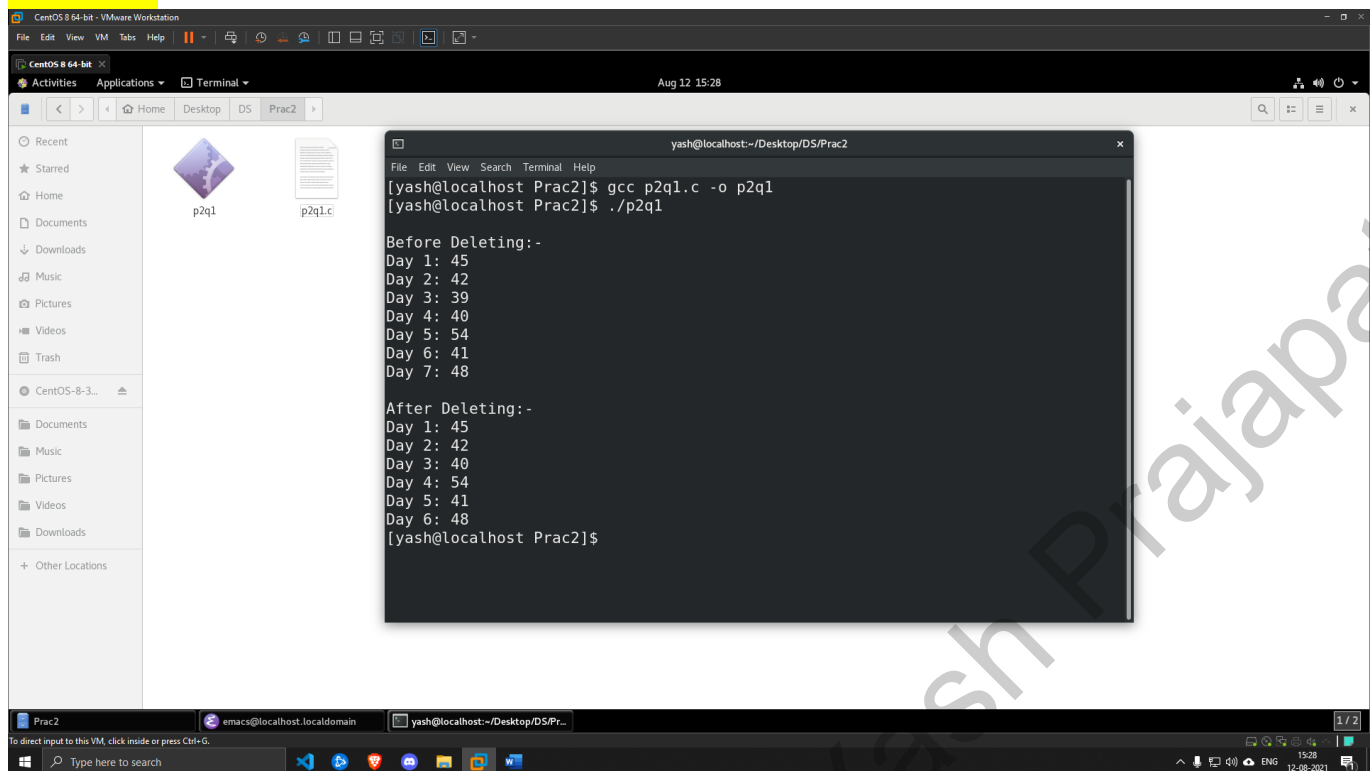 CentOS 8 64-bit - VMware Workstation
File Edit View VM Tabs Help
CentOS 8 64-bit
Activities Applications Terminal Aug 12 15:28
Home Desktop DS Prac2
Recent
Starred
Home
Documents
Downloads
Music
Pictures
Videos
Trash
CentOS-8-3...
Documents
Music
Pictures
Videos
Downloads
+ Other Locations
p2q1 p2q1.c
yash@localhost:~/Desktop/DS/Prac2
File Edit View Search Terminal Help
[yash@localhost Prac2]$ gcc p2q1.c -o p2q1
[yash@localhost Prac2]$ ./p2q1
Before Deleting:-
Day 1: 45
Day 2: 42
Day 3: 39
Day 4: 40
Day 5: 54
Day 6: 41
Day 7: 48
After Deleting:-
Day 1: 45
Day 2: 42
Day 3: 40
Day 4: 54
Day 5: 41
Day 6: 48
[yash@localhost Prac2]$
Yash Prajapa
Prac2 emacs@localhost.localdomain yash@localhost:~/Desktop/DS/Pr... 1 / 2
To direct input to this VM, click inside or press Ctrl+G.
Type here to search ENG 15:28
12-08-2021